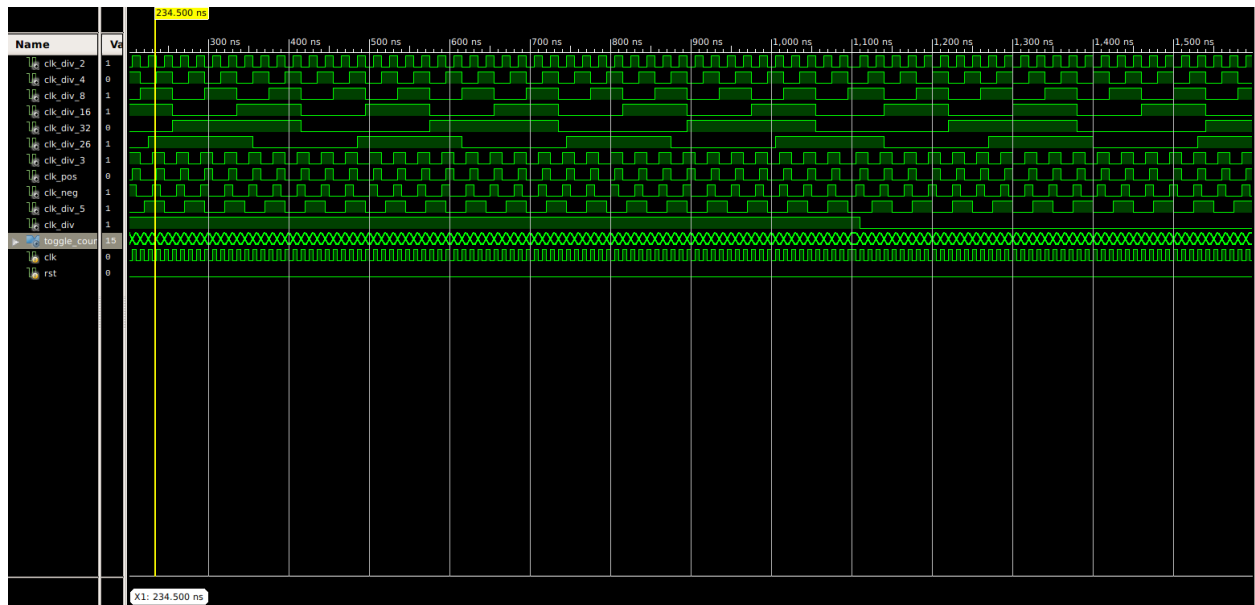 234.500 ns
Name Va
300 ns 400 ns 500 ns 600 ns 700 ns 800 ns 900 ns 1,000 ns 1,100 ns 1,200 ns 1,300 ns 1,400 ns 1,500 ns
clk_div_2 1
clk_div_4 0
clk_div_8 1
clk_div_16 1
clk_div_32 0
clk_div_26 1
clk_div_3 1
clk_pos 0
clk_neg 1
clk_div_5 1
clk_div 1
toggle_cour 15
clk 0
rst 0
X1: 234.500 ns